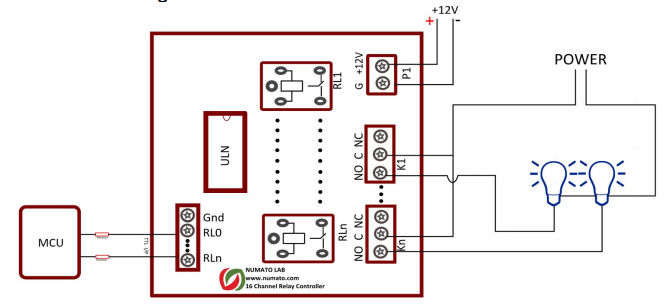 +12V
+ -
POWER
RL1
+12V
G
P1
ULN
NC
C
NO
K1
Gnd
RL0
RLn
MCU
TTL I/P
RLn
NC
C
NO
Kn
NUMATO LAB
www.numato.com
16 Channel Relay Controller